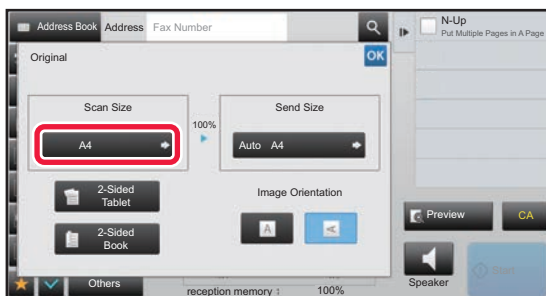 Address Book Address Fax Number
N-Up
Put Multiple Pages in A Page
Original
OK
Scan Size
Send Size
100%
A4
Auto A4
2-Sided
Tablet
Image Orientation
A
A
2-Sided
Book
Preview
CA
Others
reception memory :
100%
Speaker
Start